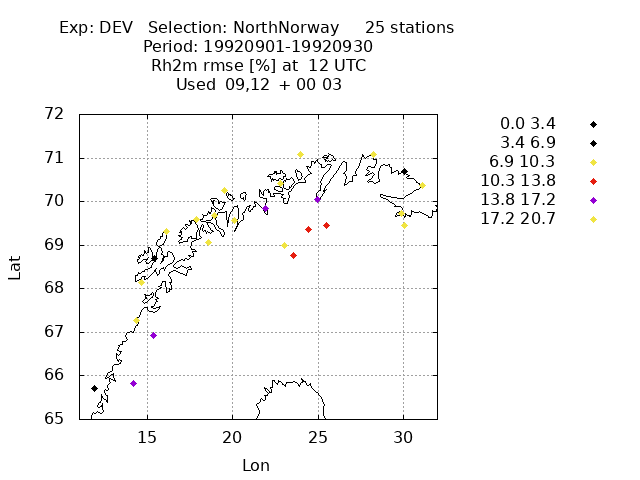 Exp: DEV   Selection: NorthNorway     25 stations
Period: 19920901-19920930
Rh2m rmse [%] at  12 UTC
Used  09,12  + 00 03
72
71
70
69
68
67
66
65
15 20 25 30
Lat
Lon
0.0 3.4
3.4 6.9
6.9 10.3
10.3 13.8
13.8 17.2
17.2 20.7